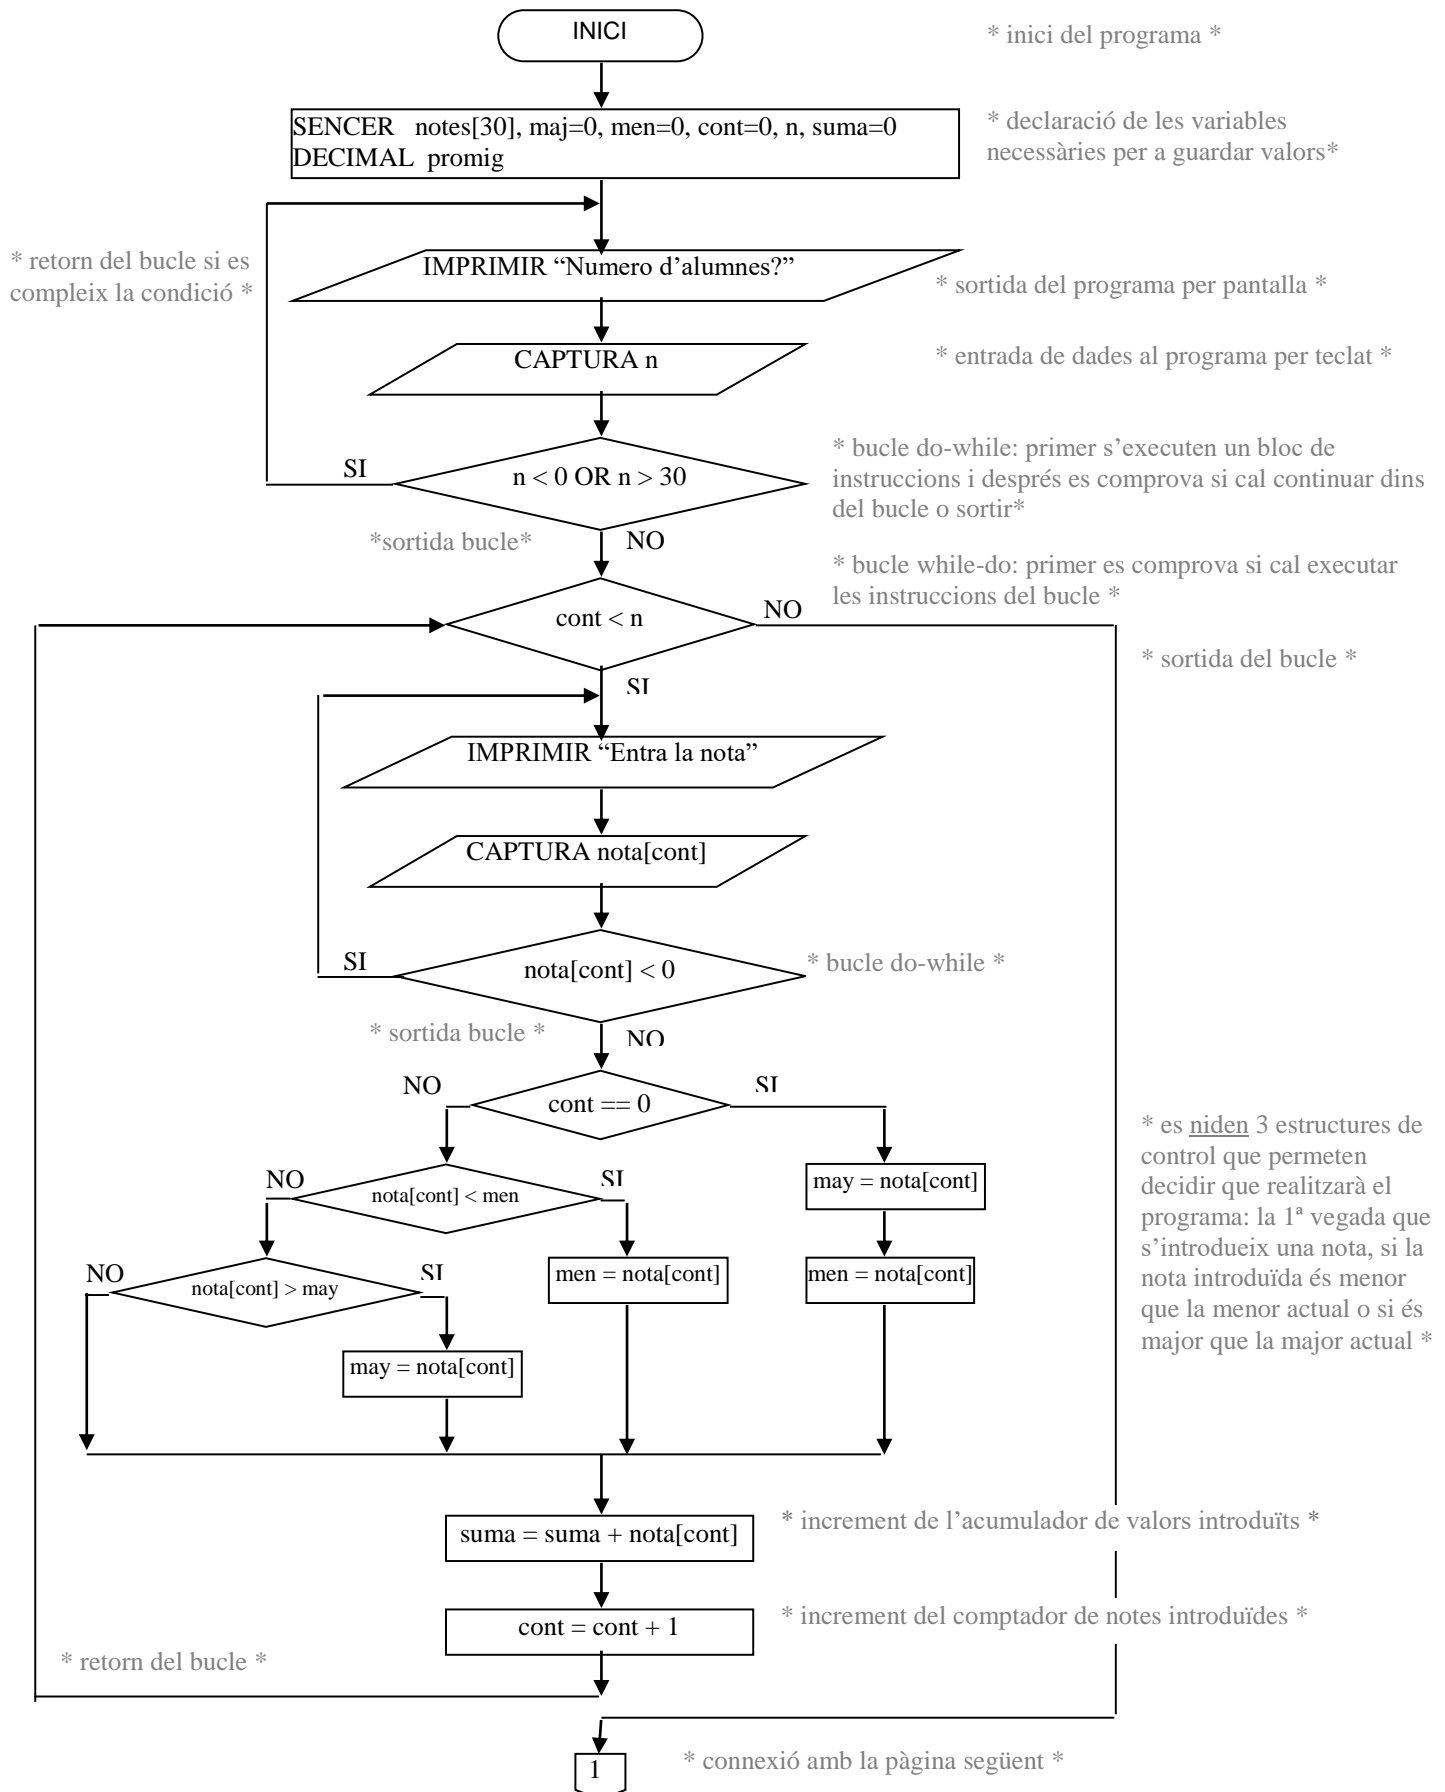 INICI
* inici del programa *
SENCER notes[30], maj=0, men=0, cont=0, n, suma=0
DECIMAL promig
* declaració de les variables
necessàries per a guardar valors*
* retorn del bucle si es
compleix la condició *
IMPRIMIR “Numero d’alumnes?”
* sortida del programa per pantalla *
CAPTURA n
* entrada de dades al programa per teclat *
SI
n < 0 OR n > 30
* bucle do-while: primer s’executen un bloc de
instruccions i després es comprova si cal continuar dins
del bucle o sortir*
*sortida bucle*
NO
* bucle while-do: primer es comprova si cal executar
les instruccions del bucle *
cont < n
NO
* sortida del bucle *
SI
IMPRIMIR “Entra la nota”
CAPTURA nota[cont]
SI
nota[cont] < 0
* bucle do-while *
* sortida bucle *
NO
NO
cont == 0
SI
* es niden 3 estructures de
control que permeten
decidir que realitzarà el
programa: la 1ª vegada que
s’introdueix una nota, si la
nota introduïda és menor
que la menor actual o si és
major que la major actual *
NO
nota[cont] < men
SI
may = nota[cont]
NO
nota[cont] > may
SI
men = nota[cont]
men = nota[cont]
may = nota[cont]
suma = suma + nota[cont]
* increment de l’acumulador de valors introduïts *
cont = cont + 1
* increment del comptador de notes introduïdes *
* retorn del bucle *
1
* connexió amb la pàgina següent *